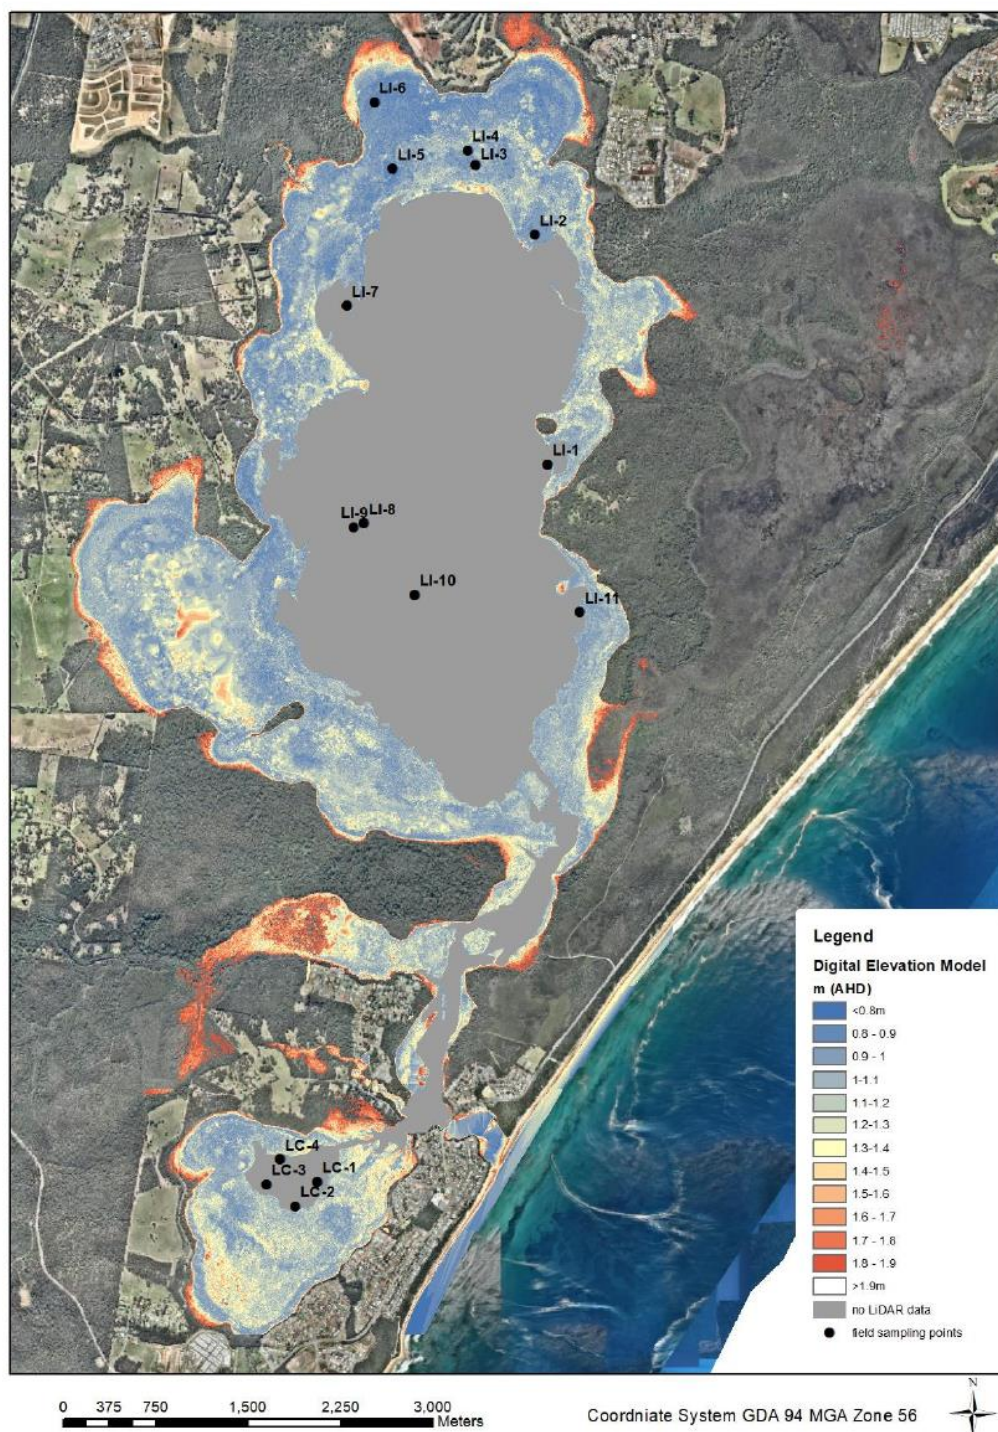 LI-6
LI-4
LI-5
LI-3
LI-2
LI-7
LI-1
LI-9
LI-8
LI-10
LI-11
LC-4
LC-3
LC-1
LC-2
Legend
Digital Elevation Model
m (AHD)
<0.8m
0.8 - 0.9
0.9 - 1
1-1.1
1.1-1.2
1.2-1.3
1.3-1.4
1.4-1.5
1.5-1.6
1.6 - 1.7
1.7 - 1.8
1.8 - 1.9
>1.9m
no LiDAR data
field sampling points
0 375 750 1,500 2,250 3,000
Meters
Coordniate System GDA 94 MGA Zone 56
N